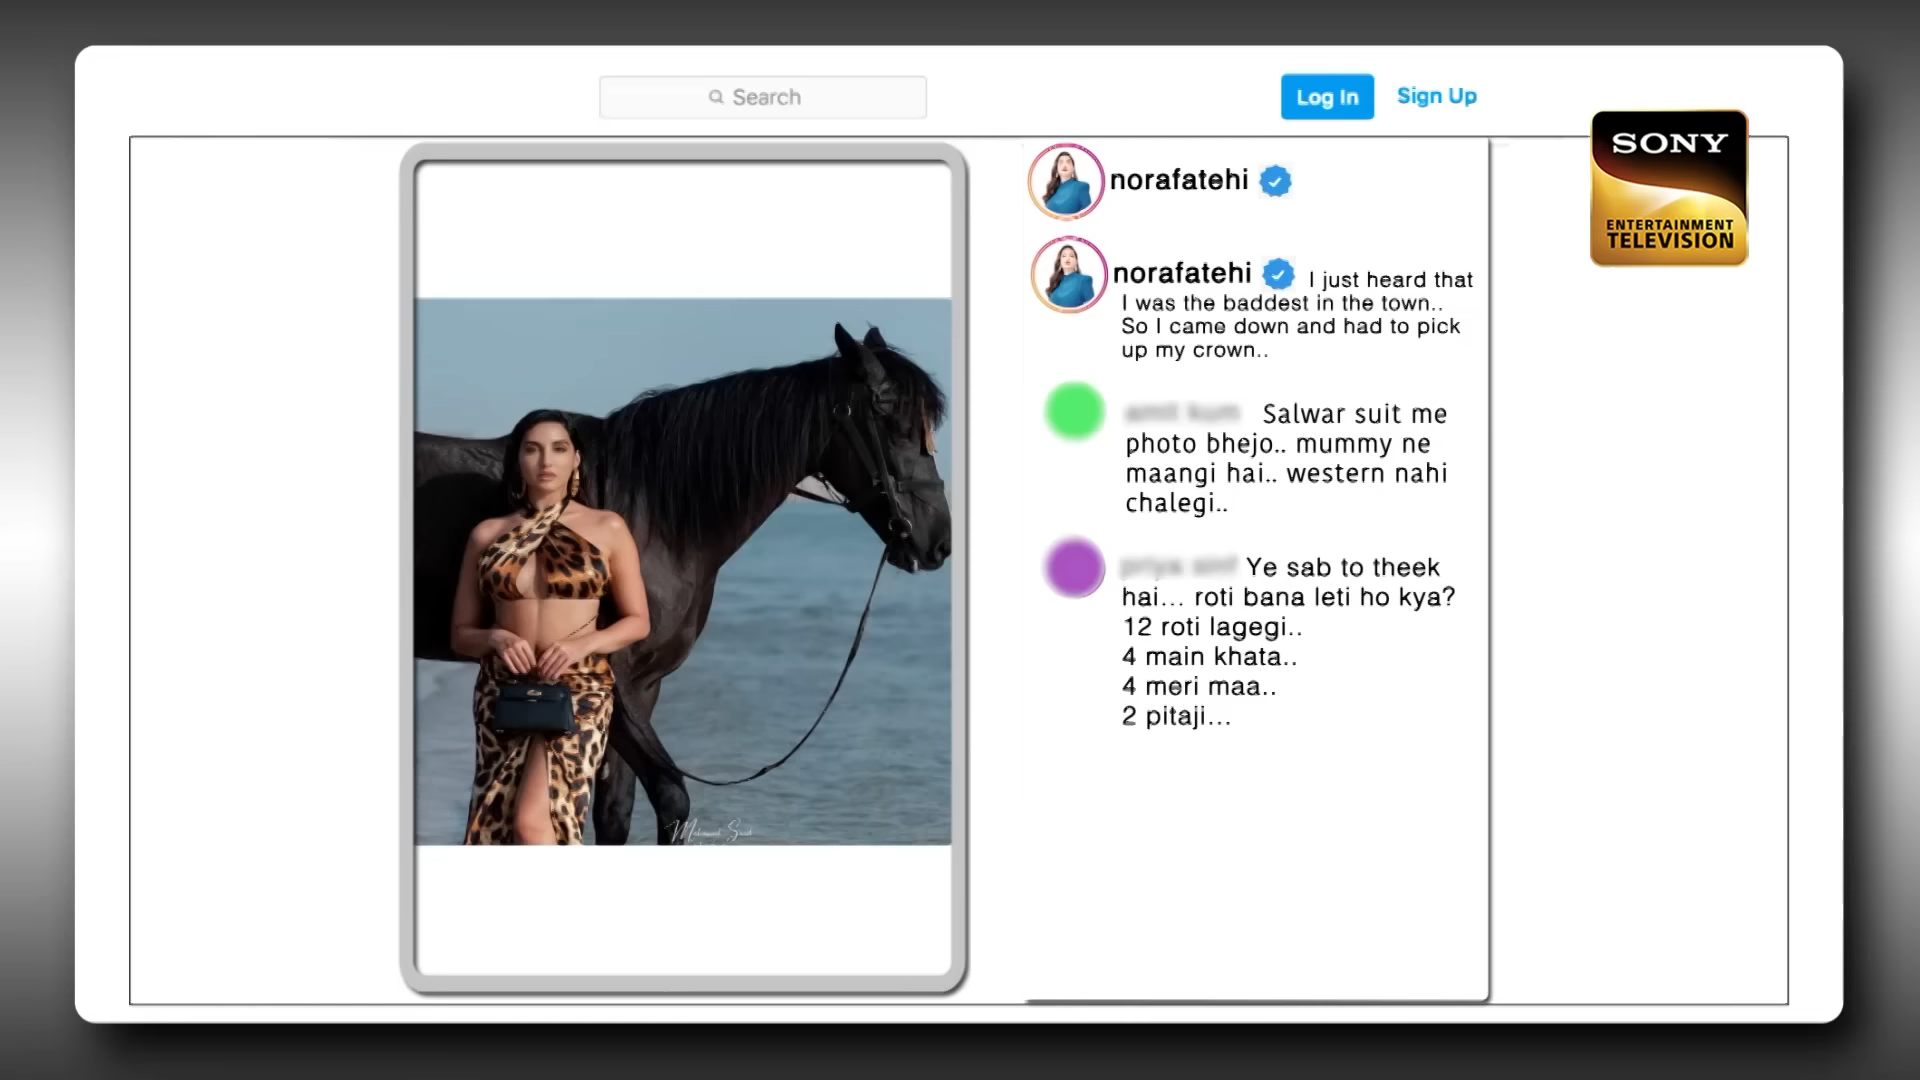 Search
Log In
Sign Up
SONY
ENTERTAINMENT
TELEVISION
norafatehi
norafatehi I just heard that
I was the baddest in the town..
So I came down and had to pick
up my crown..
Salwar suit me
photo bhejo.. mummy ne
maangi hai.. western nahi
chalegi..
Ye sab to theek
hai... roti bana leti ho kya?
12 roti lagegi..
4 main khata..
4 meri maa..
2 pitaji...